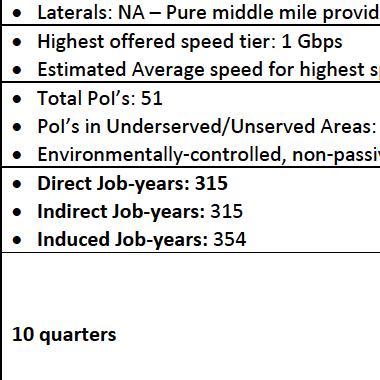 • Laterals: NA – Pure middle mile provid
• Highest offered speed tier: 1 Gbps
• Estimated Average speed for highest s
• Total PoI's: 51
• PoI's in Underserved/Unserved Areas:
• Environmentally-controlled, non-passiv
• Direct Job-years: 315
• Indirect Job-years: 315
• Induced Job-years: 354
10 quarters